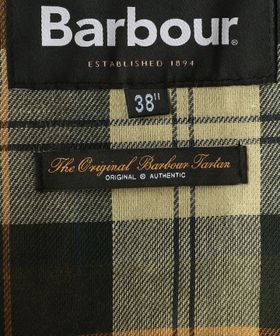 Barbour®
ESTABLISHED 1894
38"
The Original Barbour Tartan
ORIGINAL & AUTHENTIC